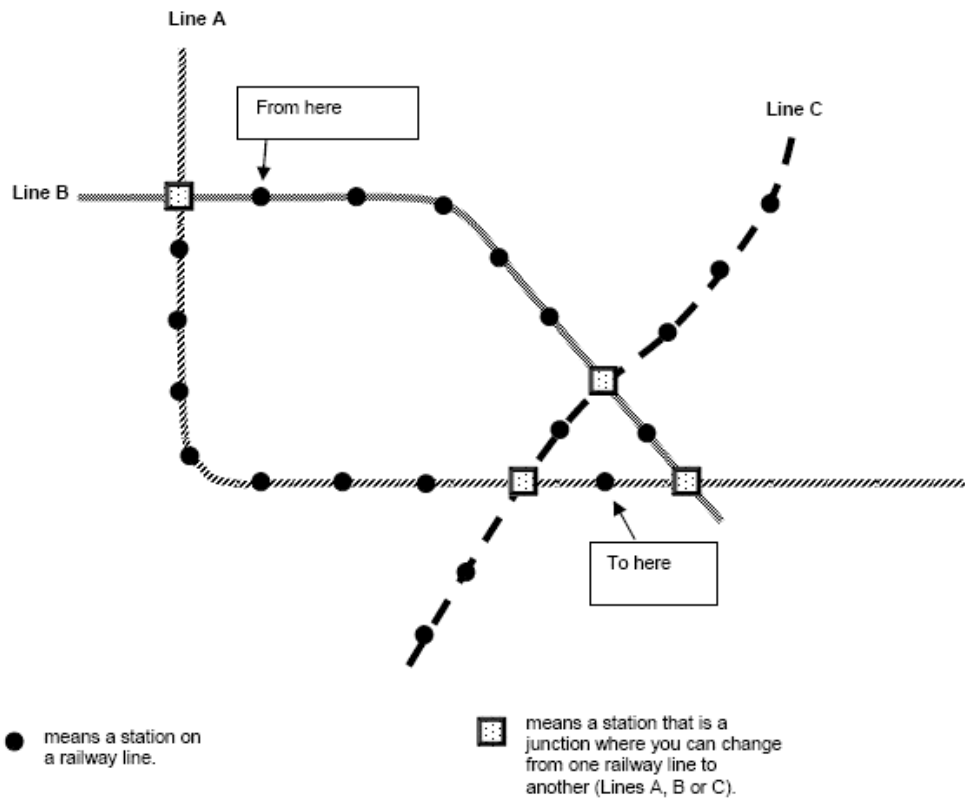 Line A
From here
Line C
Line B
To here
means a station on
a railway line.
means a station that is a
junction where you can change
from one railway line to
another (Lines A, B or C).